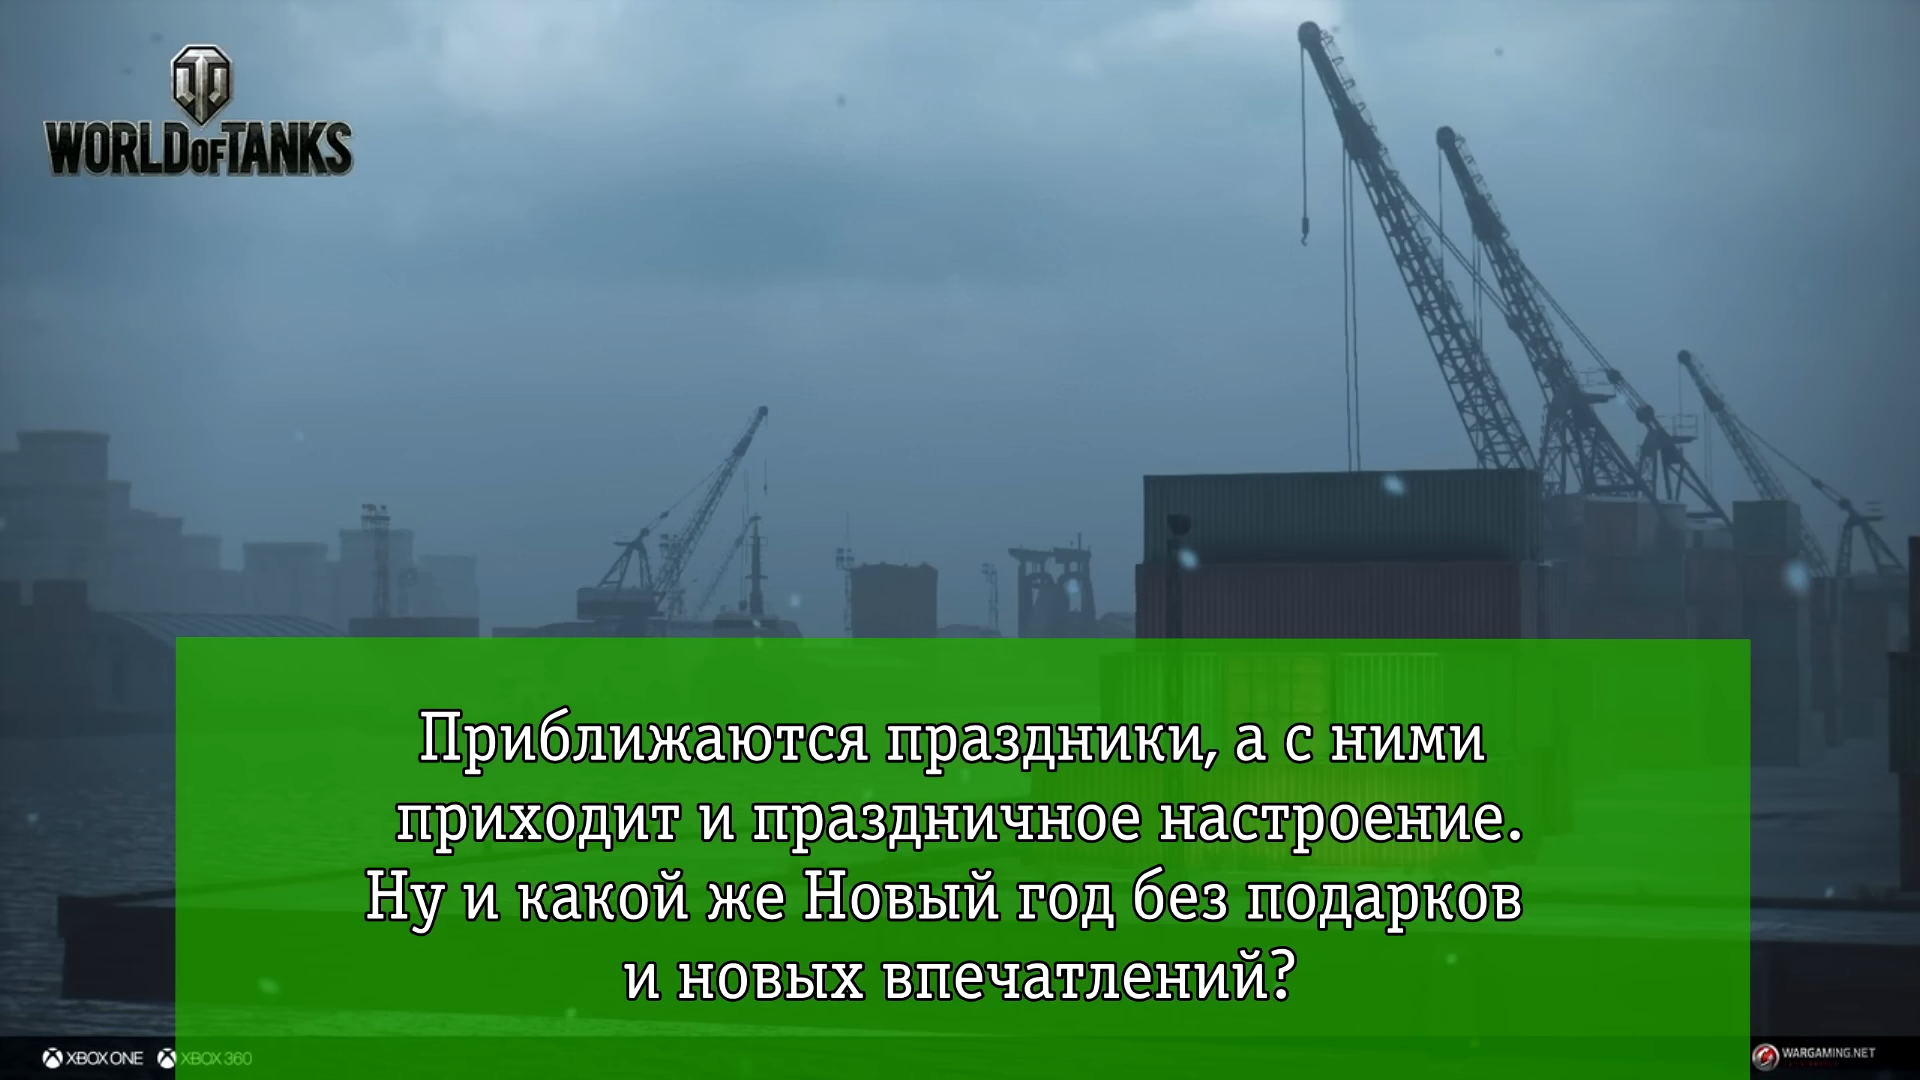 WORLD OF TANKS
Приближаются праздники, а с ними
приходит и праздничное настроение.
Ну и какой же Новый год без подарков
и новых впечатлений?
XBOX ONE XBOX 360
WARGAMING.NET